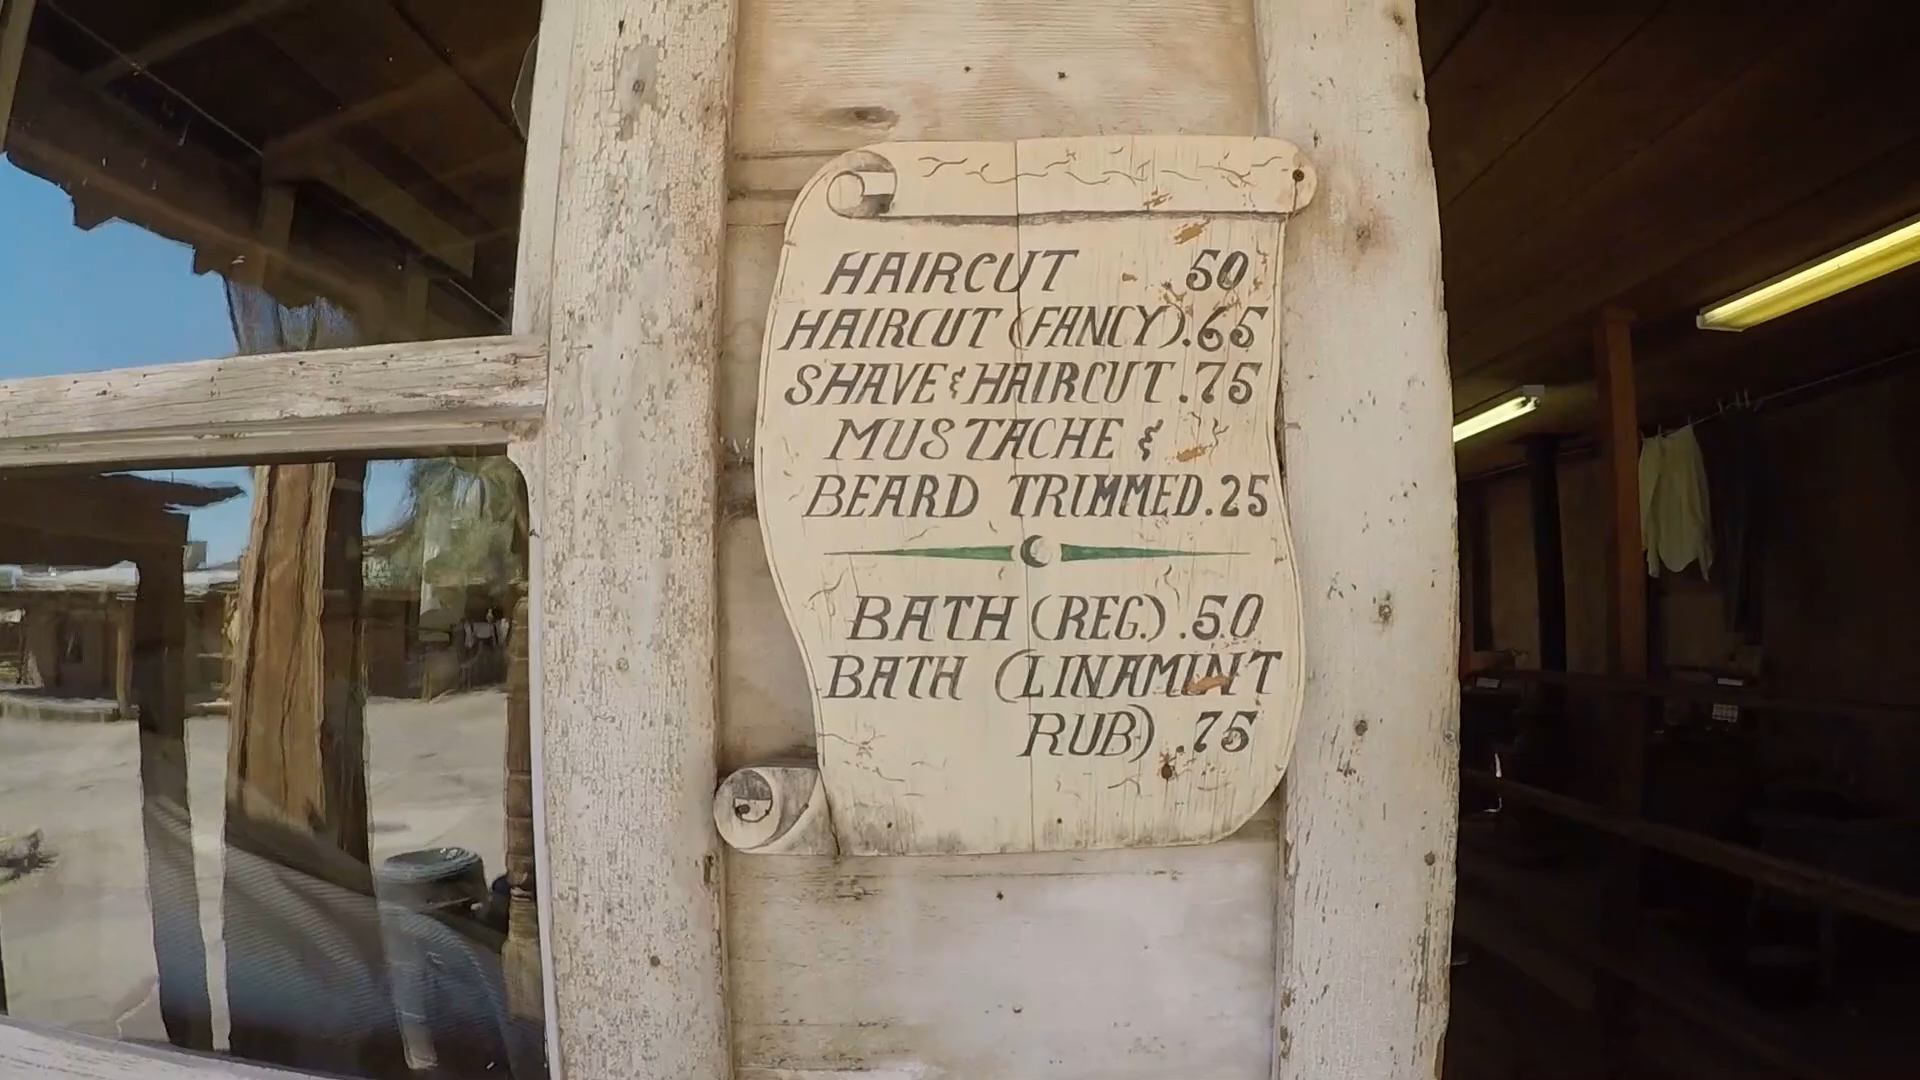 HAIRCUT 50
HAIRCUT (FANCY) .65
SHAVE & HAIRCUT .75
MUSTACHE &
BEARD TRIMMED .25
BATH (REG.) .50
BATH (LINAMINT
RUB) .75